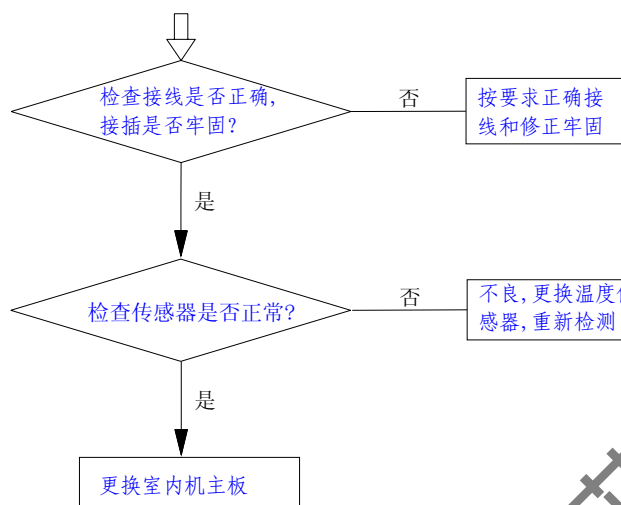 检查接线是否正确,
接插是否牢固?
否
按要求正确接
线和修正牢固
是
检查传感器是否正常?
否
不良,更换温度
感器,重新检测
是
更换室内机主板